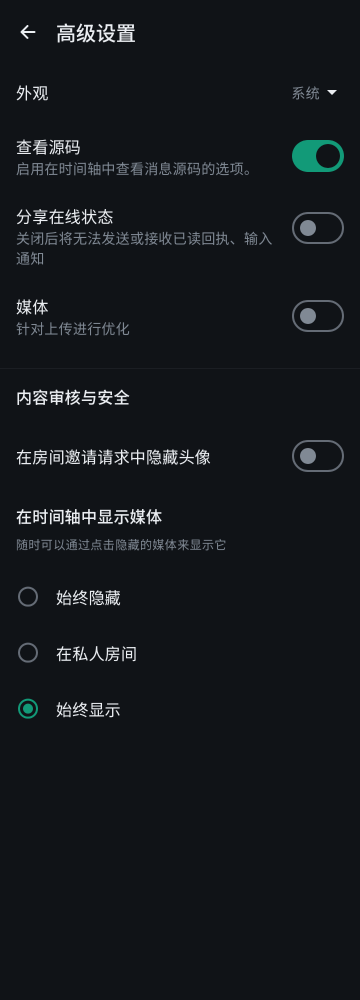 高级设置
外观
系统
查看源码
启用在时间轴中查看消息源码的选项。
分享在线状态
关闭后将无法发送或接收已读回执、输入
通知
媒体
针对上传进行优化
内容审核与安全
在房间邀请请求中隐藏头像
在时间轴中显示媒体
随时可以通过点击隐藏的媒体来显示它
始终隐藏
在私人房间
始终显示